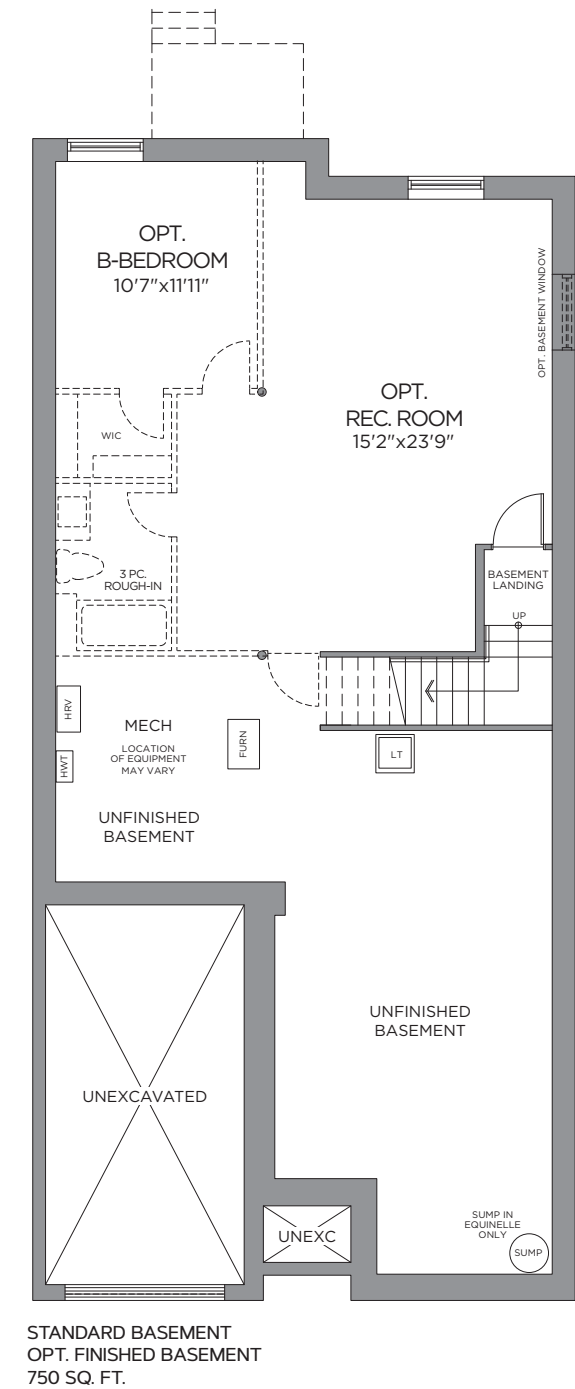 OPT.
B-BEDROOM
10'7"x11'11"
OPT. BASEMENT WINDOW
OPT.
REC. ROOM
15'2"x23'9"
WIC
3 PC.
ROUGH-IN
BASEMENT
LANDING
UP
HRV
MECH
LOCATION
OF EQUIPMENT
MAY VARY
FURN
HWT
LT
UNFINISHED
BASEMENT
UNFINISHED
BASEMENT
UNEXCAVATED
UNEXC
SUMP IN
EQUINELLE
ONLY
SUMP
STANDARD BASEMENT
OPT. FINISHED BASEMENT
750 SQ. FT.